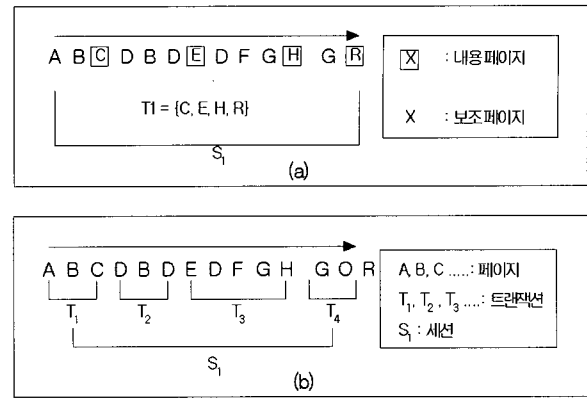 A B C D B D E D F G H G R
T1 = {C, E, H, R}
S₁
(a)
X : 내용페이지
X : 보조페이지
A B C D B D E D F G H G O R
T₁ T₂ T₃ T₄
S₁
(b)
A, B, C .....: 페이지
T₁, T₂, T₃ ....: 트랜잭션
S₁ : 세션